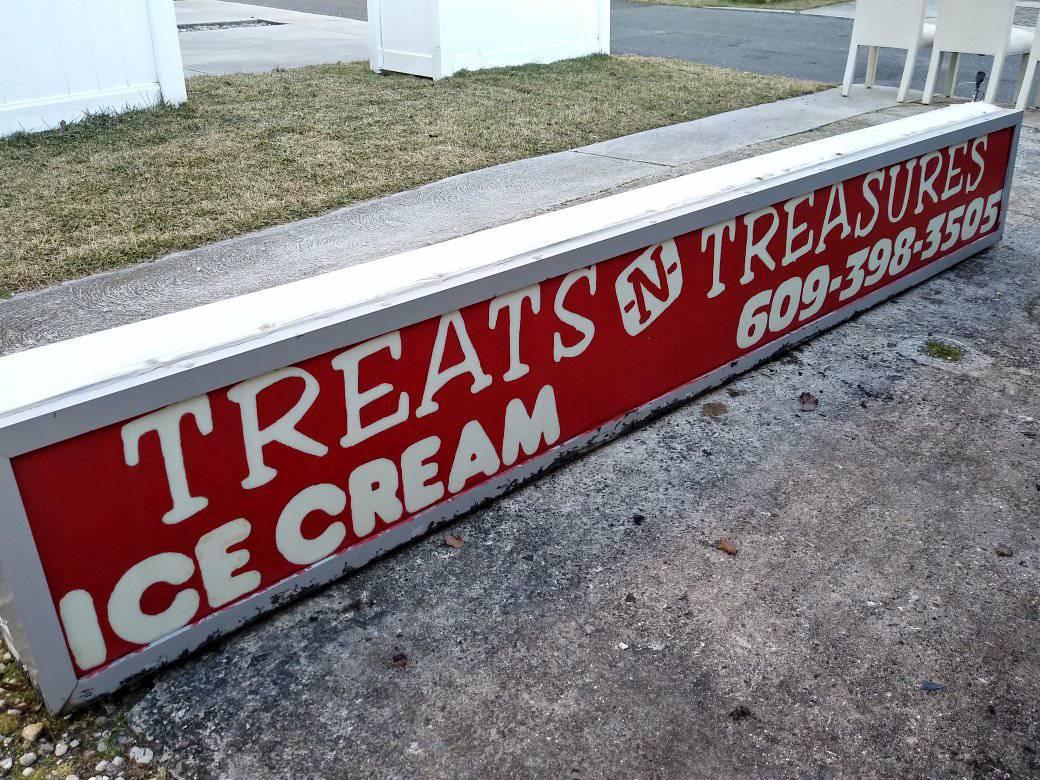 TREATS -N- TREASURES
ICE CREAM 609-398-3505